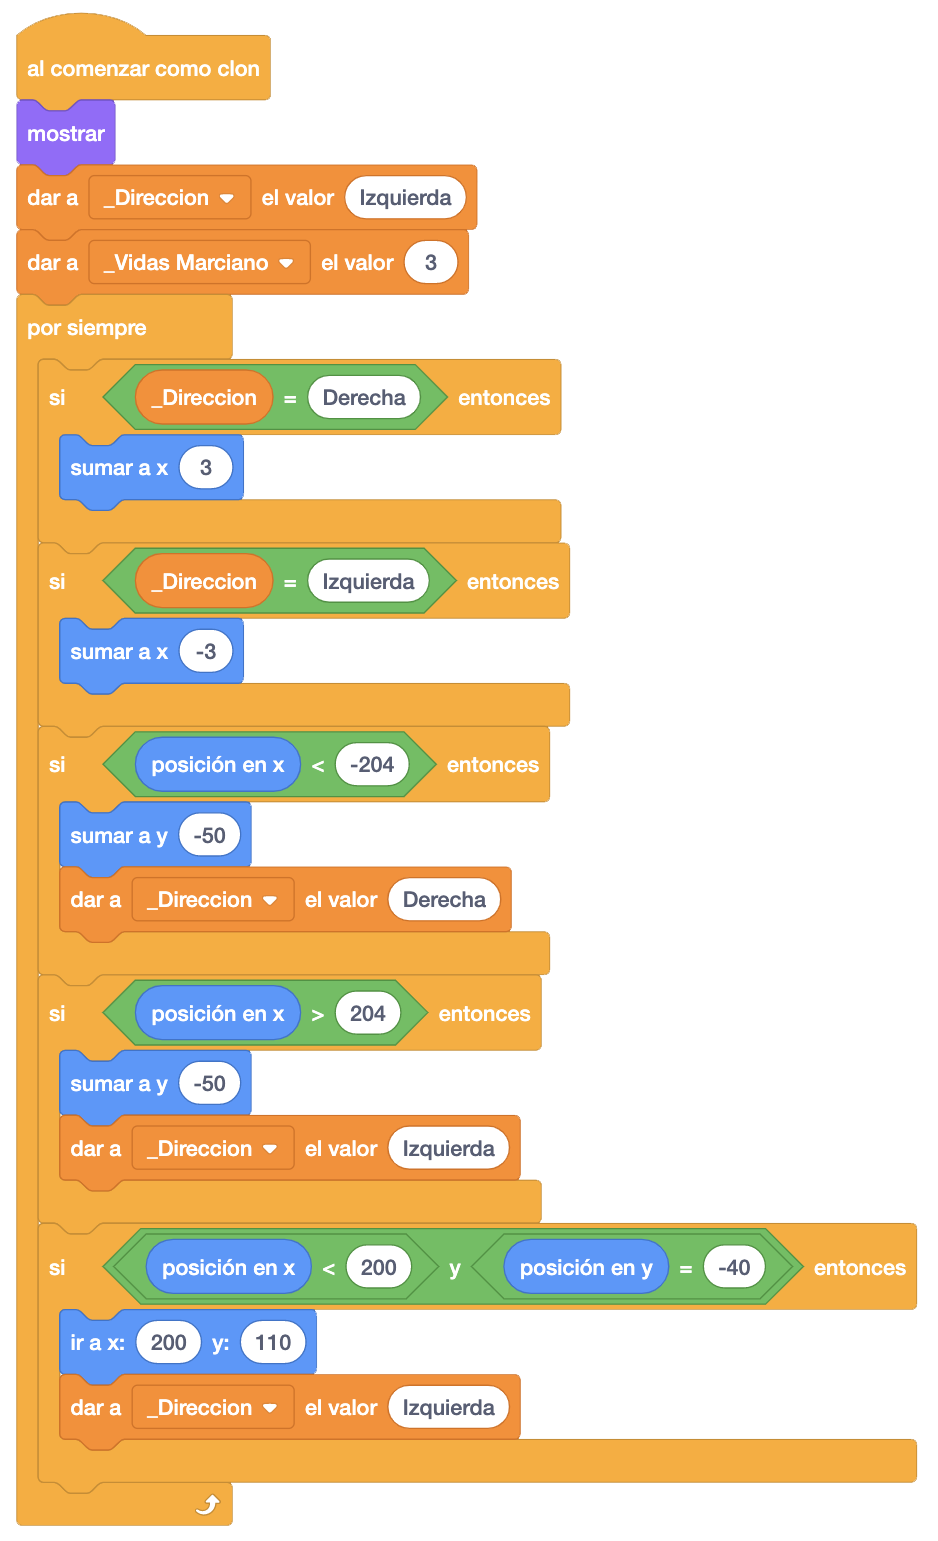 al comenzar como clon
mostrar
dar a _Direccion el valor Izquierda
dar a _Vidas Marciano el valor 3
por siempre
si _Direccion = Derecha entonces
sumar a x 3
si _Direccion = Izquierda entonces
sumar a x -3
si posición en x < -204 entonces
sumar a y -50
dar a _Direccion el valor Derecha
si posición en x > 204 entonces
sumar a y -50
dar a _Direccion el valor Izquierda
si posición en x < 200 y posición en y = -40 entonces
ir a x: 200 y: 110
dar a _Direccion el valor Izquierda